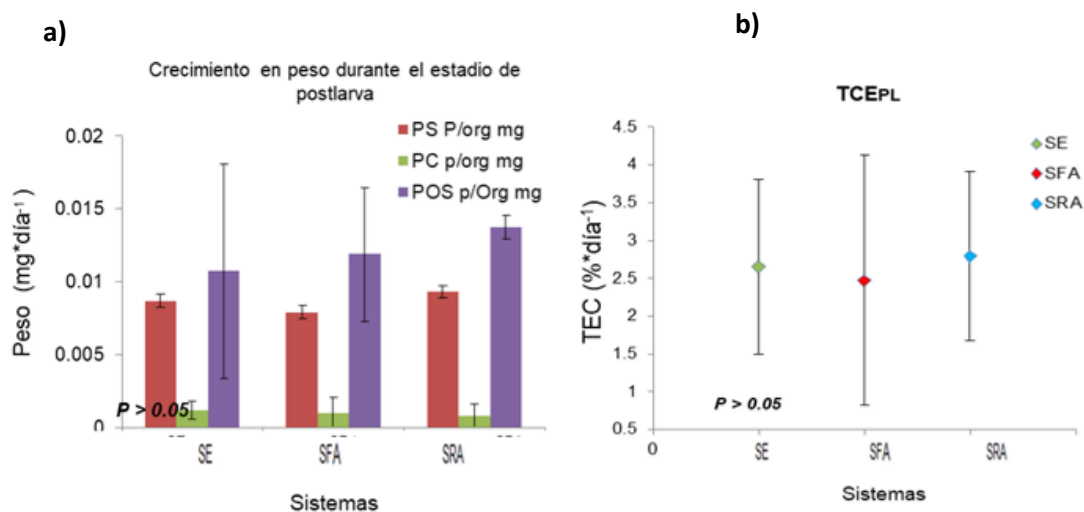 a)
Crecimiento en peso durante el estadio de
postlarva
PS P/org mg
PC p/org mg
POS p/Org mg
0.02
0.015
0.01
0.005
0
Peso (mg*día-1)
P > 0.05
SE
SFA
SRA
Sistemas
b)
TCEPL
SE
SFA
SRA
4.5
4
3.5
3
2.5
2
1.5
1
0.5
TEC (%*día-1)
P > 0.05
0
SE
SFA
SRA
Sistemas